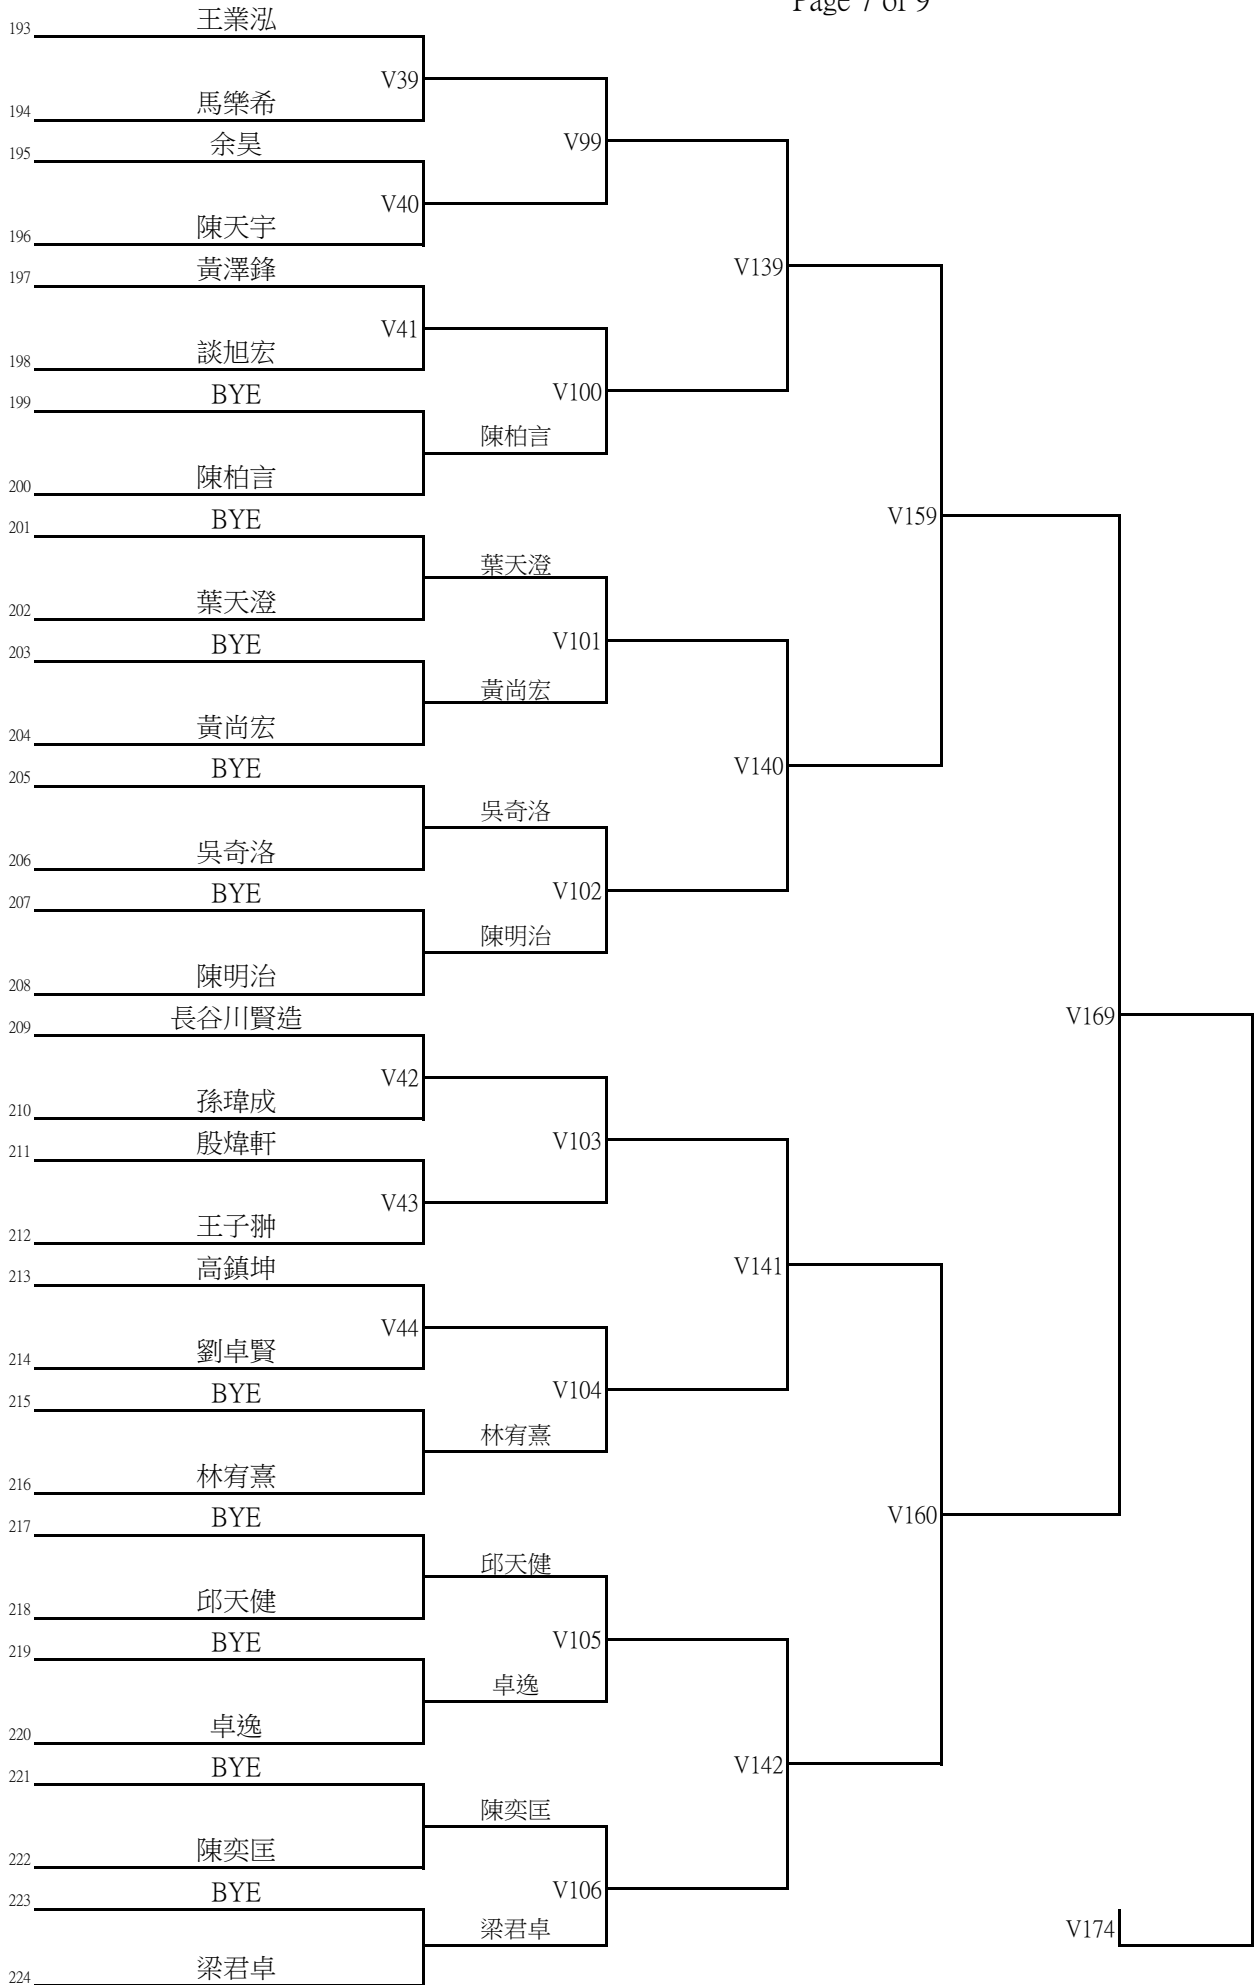 Page 7 of 9
193 王業泓
V39
194 馬樂希
V99
195 余昊
V40
196 陳天宇
V139
197 黃澤鋒
V41
198 談旭宏
V100
199 BYE
陳柏言
200 陳柏言
V159
201 BYE
葉天澄
202 葉天澄
V101
203 BYE
黃尚宏
204 黃尚宏
V140
205 BYE
吳奇洛
206 吳奇洛
V102
207 BYE
陳明治
208 陳明治
V169
209 長谷川賢造
V42
210 孫瑋成
V103
211 殷煒軒
V43
212 王子翀
V141
213 高鎮坤
V44
214 劉卓賢
V104
215 BYE
林宥熹
216 林宥熹
V160
217 BYE
邱天健
218 邱天健
V105
219 BYE
卓逸
220 卓逸
V142
221 BYE
陳奕匡
222 陳奕匡
V106
223 BYE
梁君卓
V174
224 梁君卓